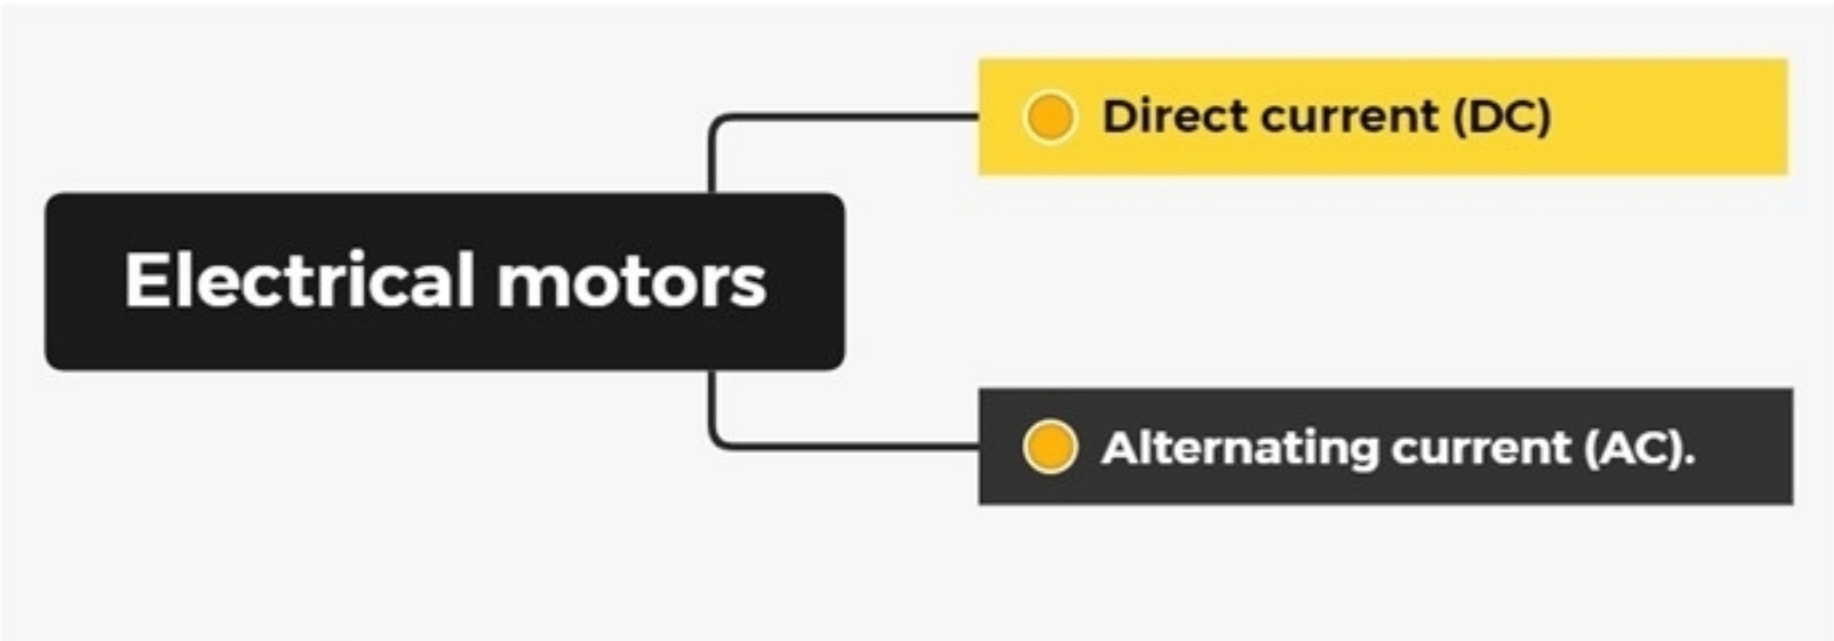 Direct current (DC)
Electrical motors
Alternating current (AC).